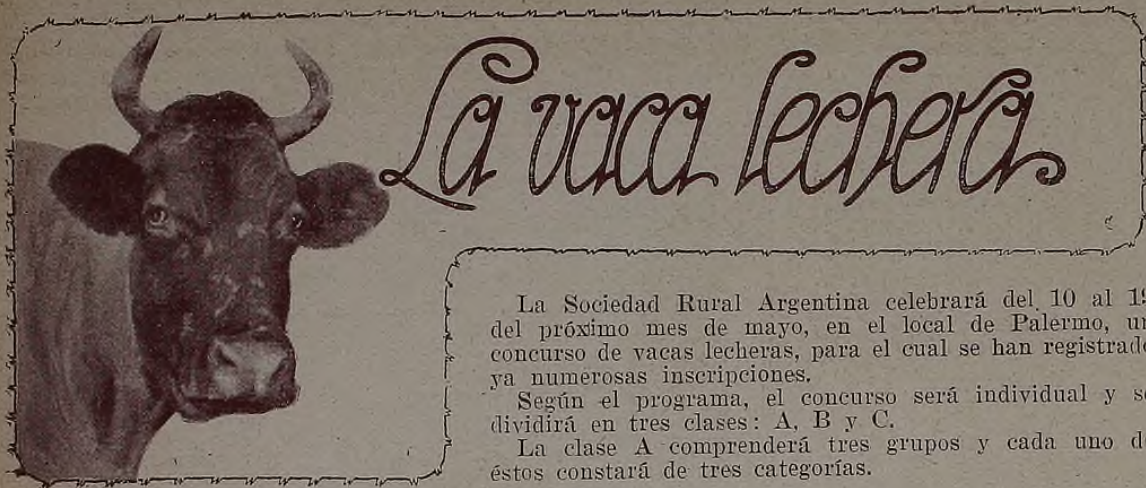 La vaca lechera
La Sociedad Rural Argentina celebrará del 10 al
del próximo mes de mayo, en el local de Palermo,
concurso de vacas lecheras, para el cual se han
ya numerosas inscripciones.
Según el programa, el concurso será individual y
dividirá en tres clases: A, B y C.
La clase A comprenderá tres grupos y cada uno
éstos constará de tres categorías.